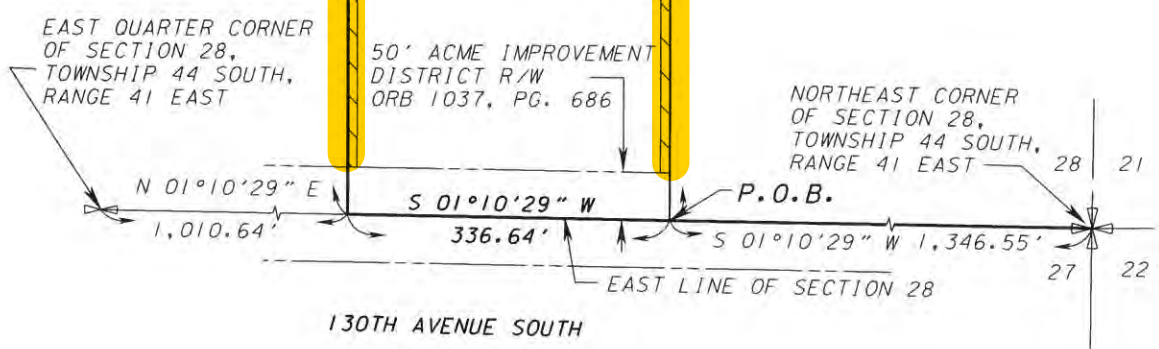 EAST QUARTER CORNER
OF SECTION 28,
TOWNSHIP 44 SOUTH,
RANGE 41 EAST
50' ACME IMPROVEMENT
DISTRICT R/W
ORB 1037, PG. 686
NORTHEAST CORNER
OF SECTION 28,
TOWNSHIP 44 SOUTH,
RANGE 41 EAST
28
21
N 01°10'29" E
1,010.64'
S 01°10'29" W
336.64'
P.O.B.
S 01°10'29" W 1,346.55'
27
22
EAST LINE OF SECTION 28
130TH AVENUE SOUTH